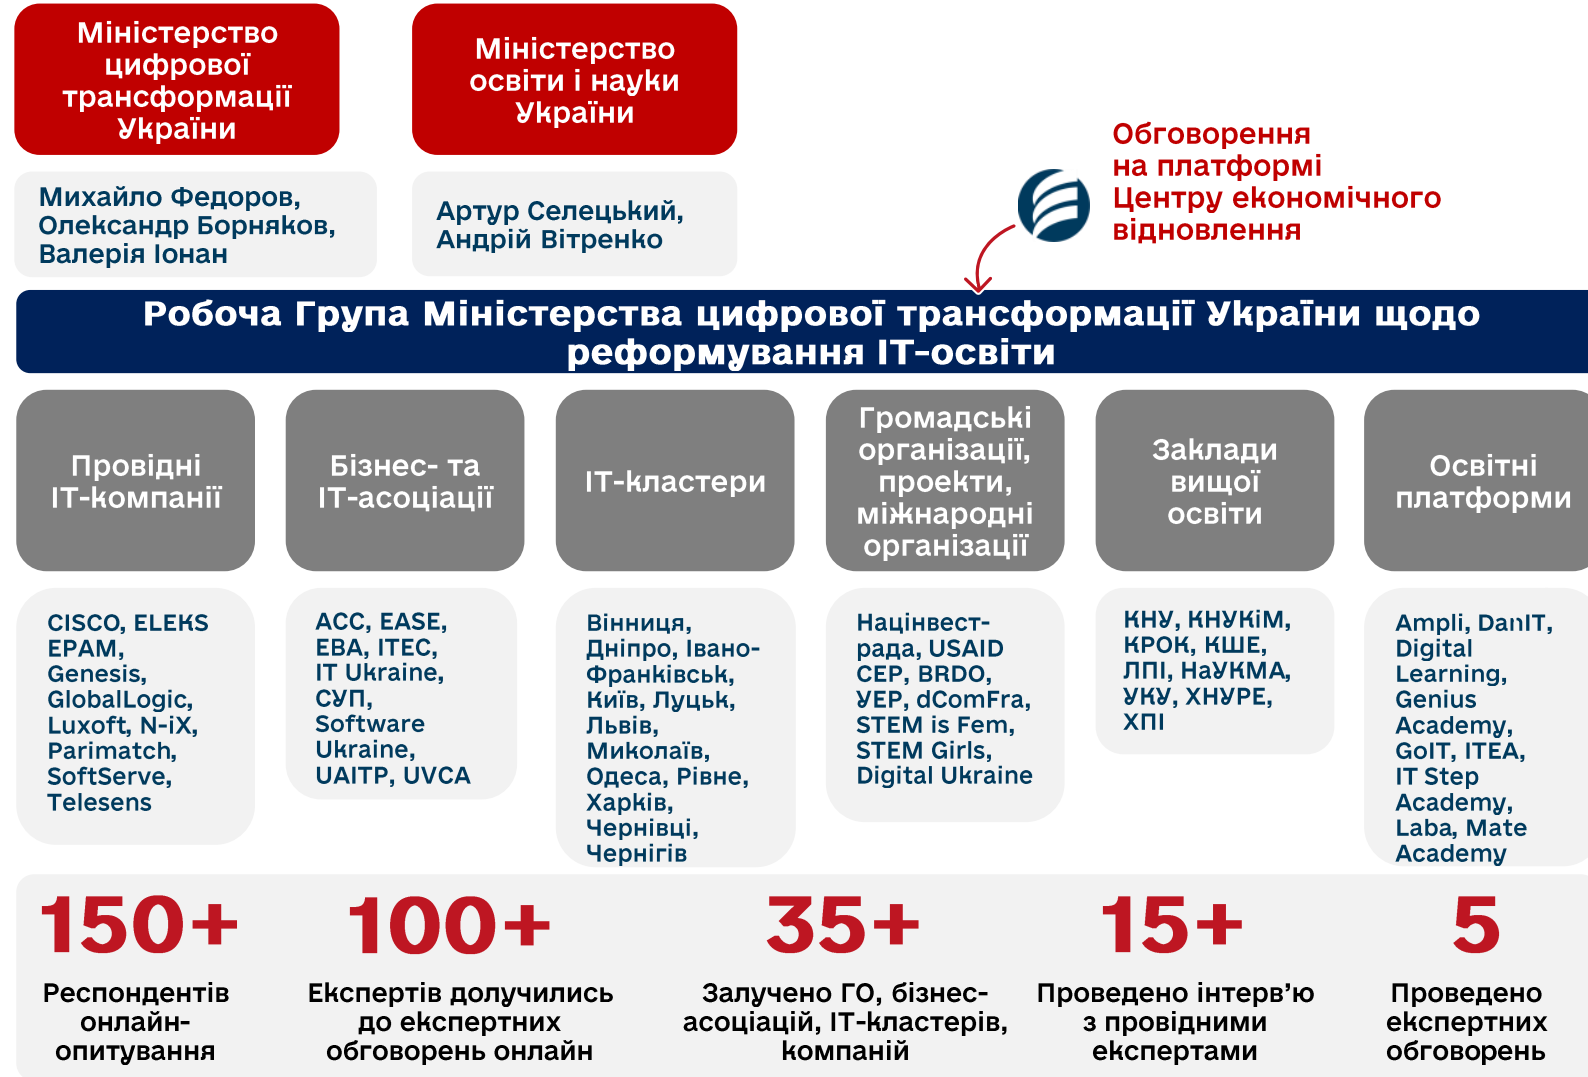 Міністерство
цифрової
трансформації
України
Міністерство
освіти і науки
України
Михайло Федоров,
Олександр Борняков,
Валерія Іонан
Артур Селецький,
Андрій Вітренко
Обговорення
на платформі
Центру економічного
відновлення
Робоча Група Міністерства цифрової трансформації України щодо
реформування ІТ-освіти
Провідні
ІТ-компанії
Бізнес- та
ІТ-асоціації
ІТ-кластери
Громадські
організації,
проекти,
міжнародні
організації
Заклади
вищої
освіти
Освітні
платформи
CISCO, ELEKS
EPAM,
Genesis,
GlobalLogic,
Luxoft, N-iX,
Parimatch,
SoftServe,
Telesens
ACC, EASE,
EBA, ITEC,
IT Ukraine,
СУП,
Software
Ukraine,
UAITP, UVCA
Вінниця,
Дніпро, Івано-
Франківськ,
Київ, Луцьк,
Львів,
Миколаїв,
Одеса, Рівне,
Харків,
Чернівці,
Чернігів
Націнвест-
рада, USAID
CEP, BRDO,
УЕР, dComFra,
STEM is Fem,
STEM Girls,
Digital Ukraine
КНУ, КНУКіМ,
КРОК, КШЕ,
ЛПІ, НаУКМА,
УКУ, ХНУРЕ,
ХПІ
Ampli, DanIT,
Digital
Learning,
Genius
Academy,
GoIT, ITEA,
IT Step
Academy,
Laba, Mate
Academy
150+
Респондентів
онлайн-
опитування
100+
Експертів долучились
до експертних
обговорень онлайн
35+
Залучено ГО, бізнес-
асоціацій, ІТ-кластерів,
компаній
15+
Проведено інтерв’ю
з провідними
експертами
5
Проведено
експертних
обговорень